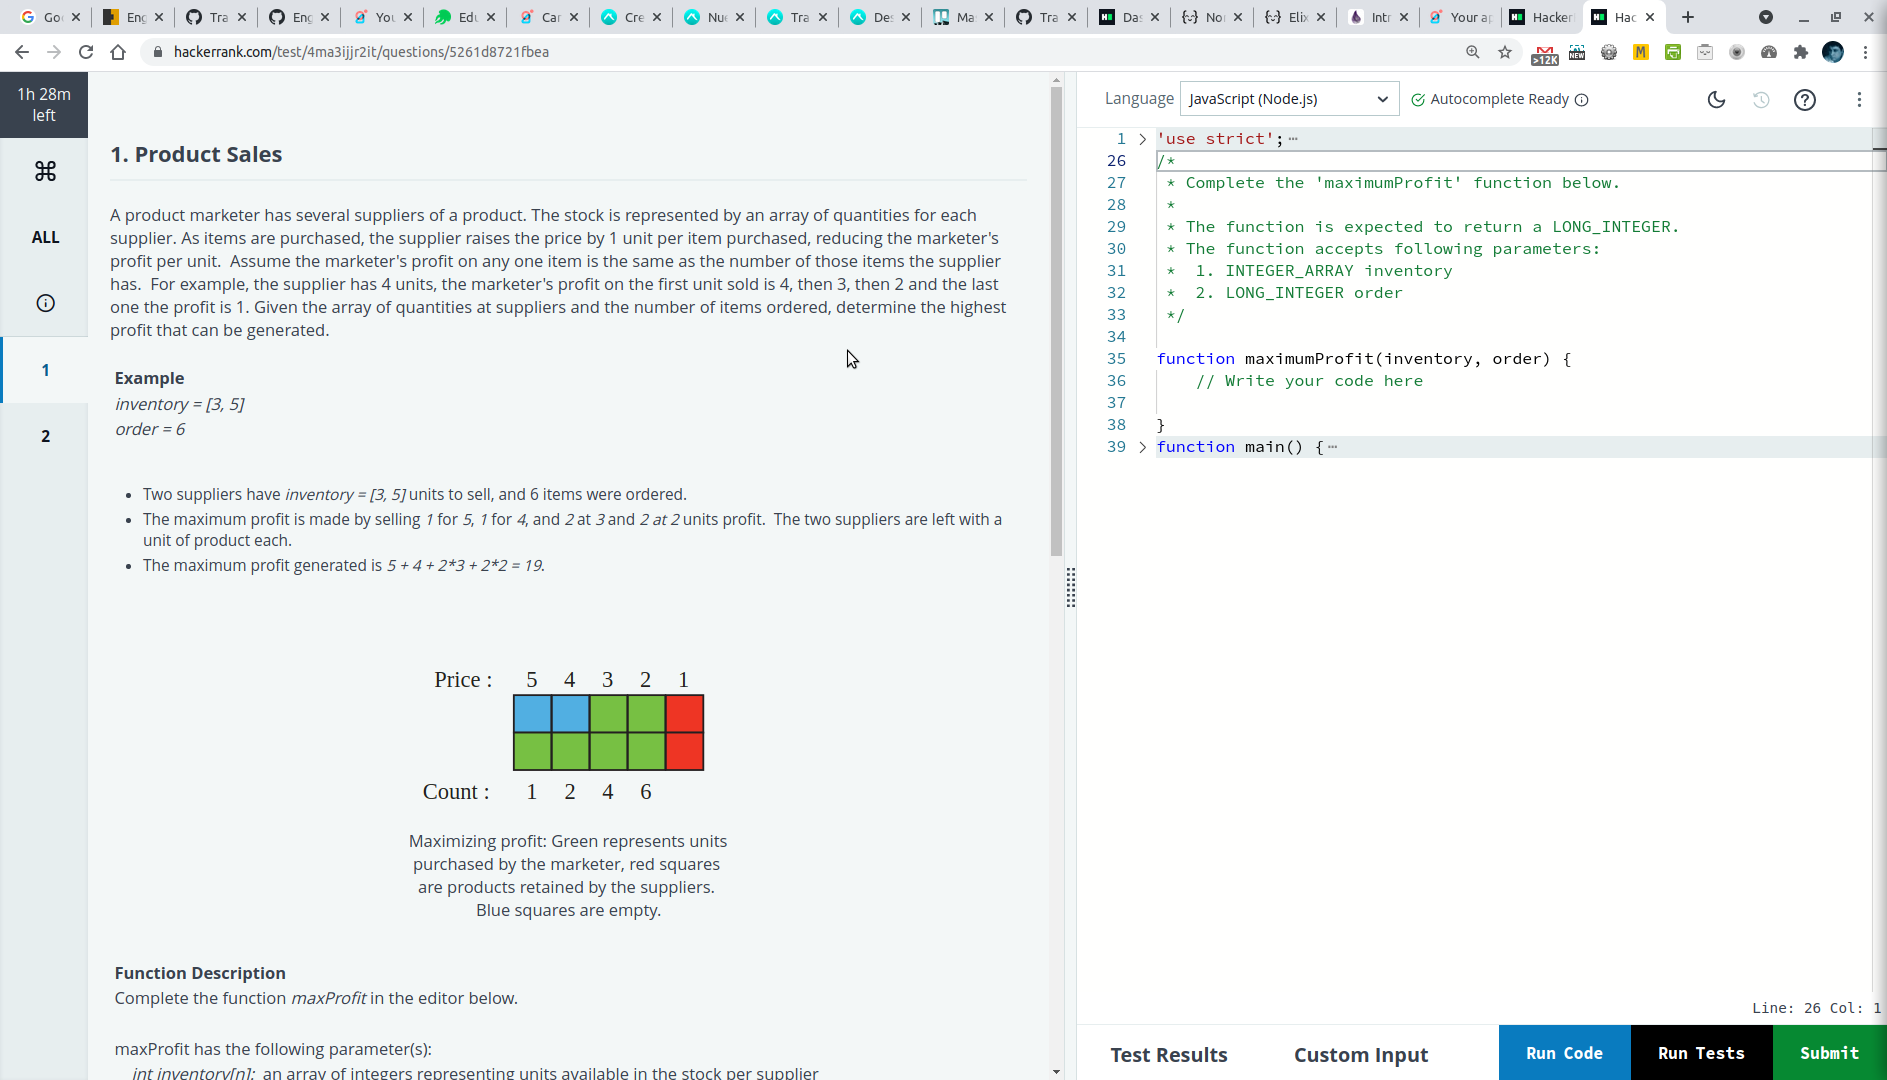 Go
Eng
Tra
Eng
You
Edu
Car
Cre
Nue
Tra
Des
Ma
Tra
Das
No
Elix
Intr
Your ap
Hacker
Hac
hackerrank.com/test/4ma3ijjr2it/questions/5261d8721fbea
>12K
NEW
M
1h 28m
left
ALL
1
2
1. Product Sales
A product marketer has several suppliers of a product. The stock is represented by an array of quantities for each
supplier. As items are purchased, the supplier raises the price by 1 unit per item purchased, reducing the marketer's
profit per unit. Assume the marketer's profit on any one item is the same as the number of those items the supplier
has. For example, the supplier has 4 units, the marketer's profit on the first unit sold is 4, then 3, then 2 and the last
one the profit is 1. Given the array of quantities at suppliers and the number of items ordered, determine the highest
profit that can be generated.
Example
inventory = [3, 5]
order = 6
• Two suppliers have inventory = [3, 5] units to sell, and 6 items were ordered.
• The maximum profit is made by selling 1 for 5, 1 for 4, and 2 at 3 and 2 at 2 units profit. The two suppliers are left with a
unit of product each.
• The maximum profit generated is 5 + 4 + 2*3 + 2*2 = 19.
Price : 5 4 3 2 1
Count : 1 2 4 6
Maximizing profit: Green represents units
purchased by the marketer, red squares
are products retained by the suppliers.
Blue squares are empty.
Function Description
Complete the function maxProfit in the editor below.
maxProfit has the following parameter(s):
int inventory[n]: an array of integers representing units available in the stock per supplier
Language JavaScript (Node.js) Autocomplete Ready
1 'use strict';
26 /*
27 * Complete the 'maximumProfit' function below.
28 *
29 * The function is expected to return a LONG_INTEGER.
30 * The function accepts following parameters:
31 * 1. INTEGER_ARRAY inventory
32 * 2. LONG_INTEGER order
33 */
34
35 function maximumProfit(inventory, order) {
36 // Write your code here
37
38 }
39 function main() {
Line: 26 Col: 1
Test Results Custom Input Run Code Run Tests Submit